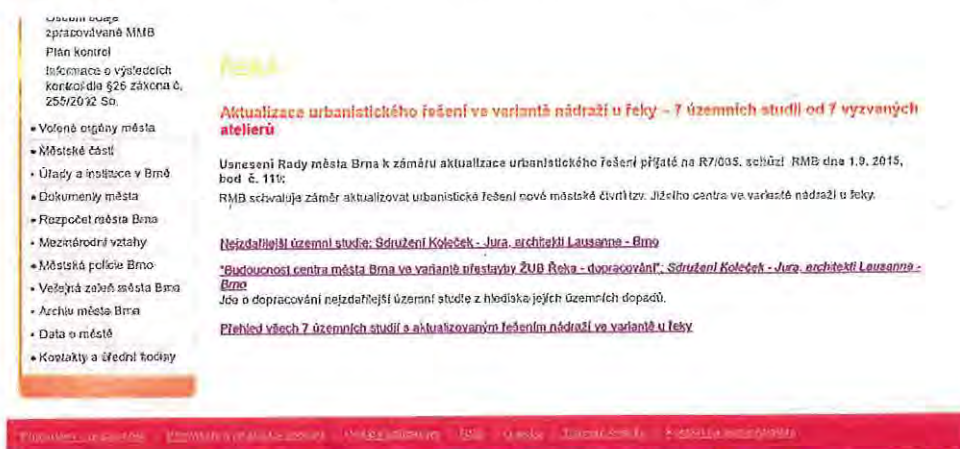 Osobní údaje
zpracovávané MMB
Plán kontrol
Informace o výsledcích
kontrol dle §26 zákona č.
255/2012 Sb.
• Volené orgány města
• Městské části
• Úřady a instituce v Brně
• Dokumenty města
• Rozpočet města Brna
• Mezinárodní vztahy
• Městská policie Brno
• Veřejná zeleň města Brna
• Archiv města Brna
• Data o městě
• Kontakty a úřední hodiny
Aktualizace urbanistického řešení ve variantě nádraží u řeky – 7 územních studií od 7 vyzvaných
atelierů
Usnesení Rady města Brna k záměru aktualizace urbanistického řešení přijaté na R7/035. schůzi RMB dne 1.9. 2015,
bod č. 111:
RMB schvaluje záměr aktualizovat urbanistické řešení nové městské čtvrti tzv. Jižního centra ve variantě nádraží u řeky.
Nejzdařilejší územní studie: Sdružení Koleček - Jura, architekti Lausanne - Brno
"Budoucnost centra města Brna ve variantě přestavby ŽUB Řeka - dopracování"; Sdružení Koleček - Jura, architekti Lausanne -
Brno
Jde o dopracování nejzdařilejší územní studie z hlediska jejích územních dopadů.
Přehled všech 7 územních studií s aktualizovaným řešením nádraží ve variantě u řeky